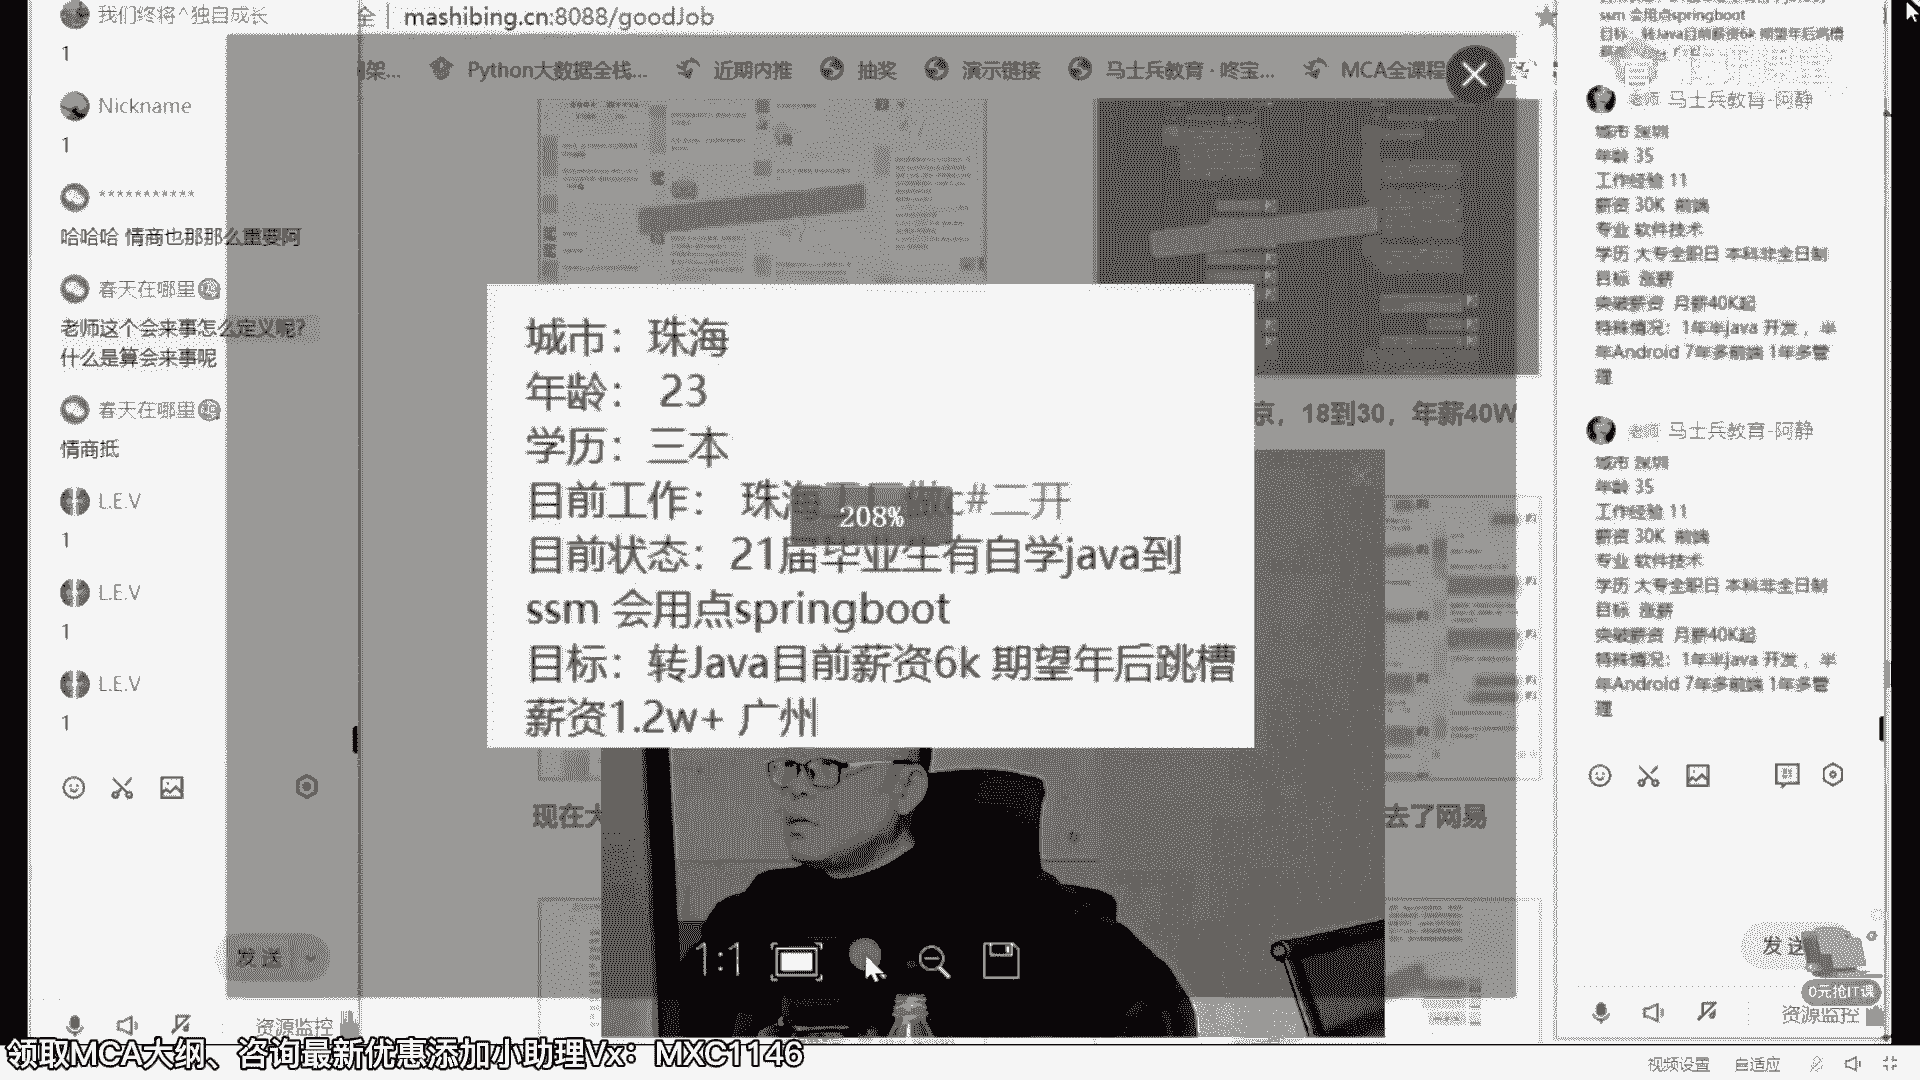 我们终将^独自成长
1
Nickname
1
***********
哈哈哈 情商也那那么重要阿
春天在哪里
老师这个会来事怎么定义呢?
什么是算会来事呢
春天在哪里
情商抵
L.E.V
1
L.E.V
1
L.E.V
1
发送
资源监控
mashibing.cn:8088/goodJob
架...
Python大数据全栈...
近期内推
抽奖
演示链接
马士兵教育 · 咚宝...
MCA全课程
京，18到30，年薪40W
城市：珠海
年龄： 23
学历：三本
目前工作： 珠海
c#二开
208%
目前状态：21届毕业生有自学java到
ssm 会用点springboot
目标：转Java目前薪资6k 期望年后跳槽
薪资1.2w+ 广州
现在大
去了网易
1:1
ssm 会用点springboot
目标：转Java目前薪资6k 期望年后跳槽
老师 马士兵教育-阿静
城市 深圳
年龄 35
工作经验 11
薪资 30K 前端
专业 软件技术
学历 大专全职日 本科非全日制
目标 涨薪
突破薪资 月薪40K起
特殊情况：1年半java 开发，半
年Android 7年多前端 1年多管
理
老师 马士兵教育-阿静
城市 深圳
年龄 35
工作经验 11
薪资 30K 前端
专业 软件技术
学历 大专全职日 本科非全日制
目标 涨薪
突破薪资 月薪40K起
特殊情况：1年半java 开发，半
年Android 7年多前端 1年多管
理
发送
0元抢IT课
资源监控
领取MCA大纲、咨询最新优惠添加小助理Vx：MXC1146
视频设置
自适应